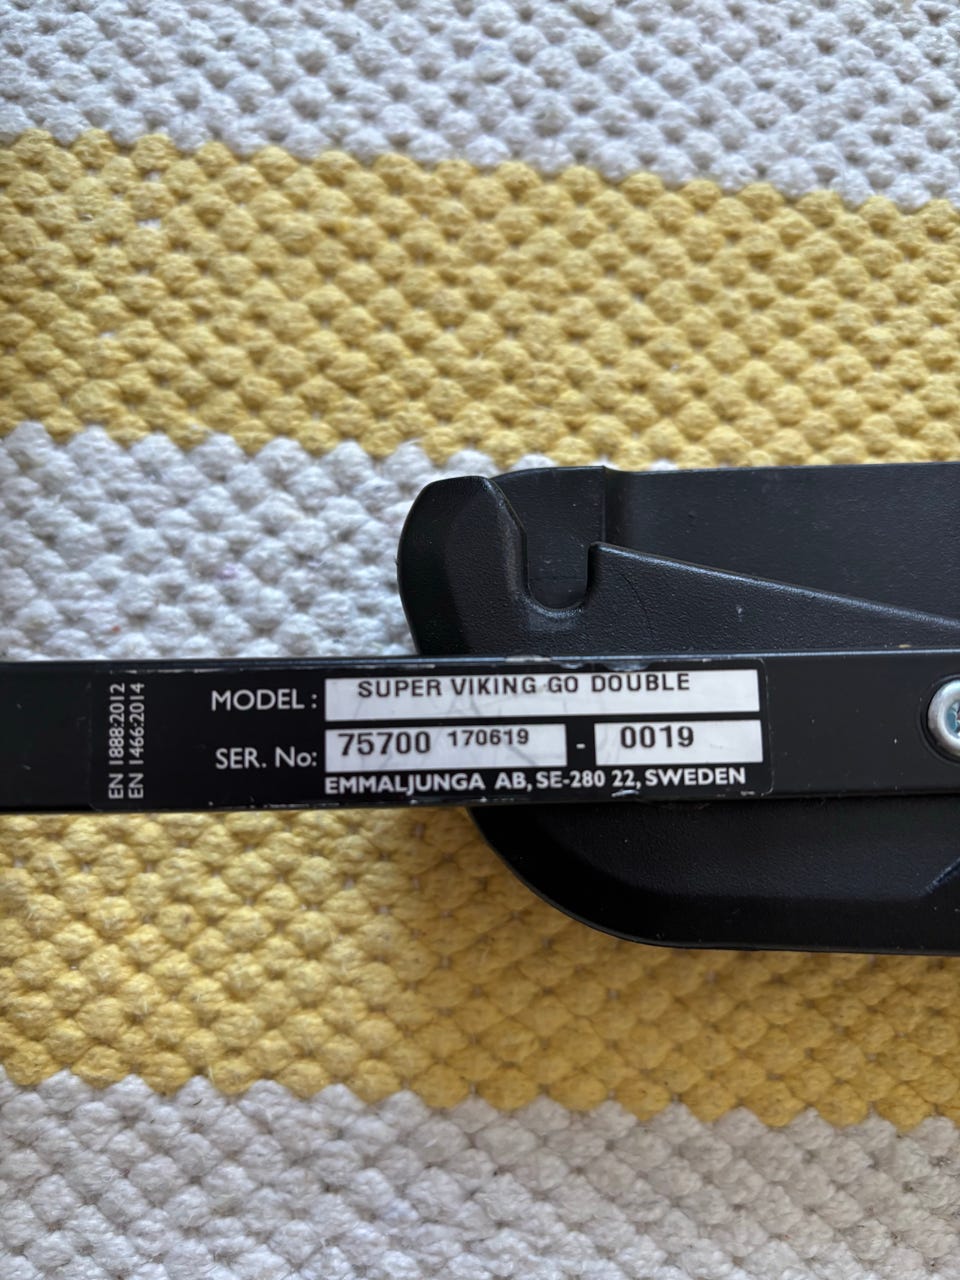 EN 1888:2012
EN 1466:2014
MODEL : SUPER VIKING GO DOUBLE
SER. No: 75700 170619 - 0019
EMMALJUNGA AB, SE-280 22, SWEDEN